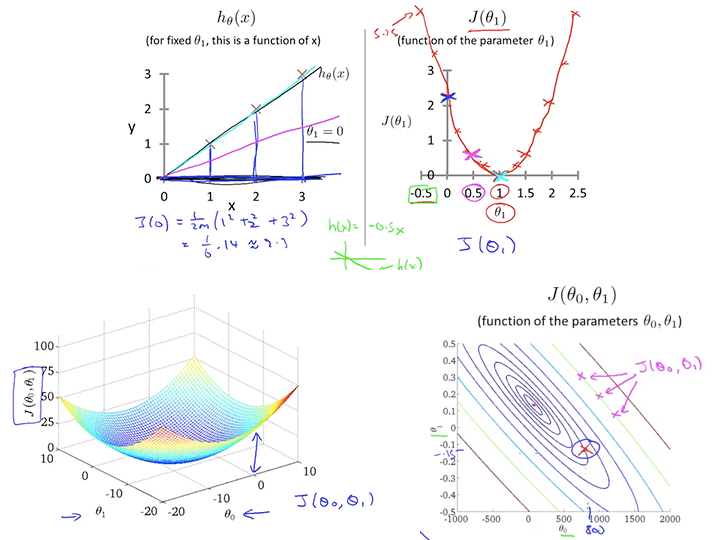 hθ(x)
(for fixed θ₁, this is a function of x)
y
3
2
1
0
0 1 2 3
x
hθ(x)
θ₁ = 0
J(0) = 1/2m (1² + 2² + 3²)
= 1/6 · 14 ≈ 2.3
J(θ₁)
(function of the parameter θ₁)
5.25
J(θ₁)
3
2
1
0
-0.5 0 0.5 1 1.5 2 2.5
θ₁
h(x) = -0.5x
h(x)
J(θ₁)
J(θ₀,θ₁)
100
75
50
25
0
10
0
-10
-20
θ₁
-20
-10
0
10
θ₀
J(θ₀,θ₁)
J(θ₀, θ₁)
(function of the parameters θ₀, θ₁)
0.5
0.4
0.3
0.2
0.1
0
-0.1
-0.2
-0.3
-0.4
-0.5
θ₁
-.15
-1000 -500 0 500 1000 1500 2000
θ₀
800
J(θ₀,θ₁)